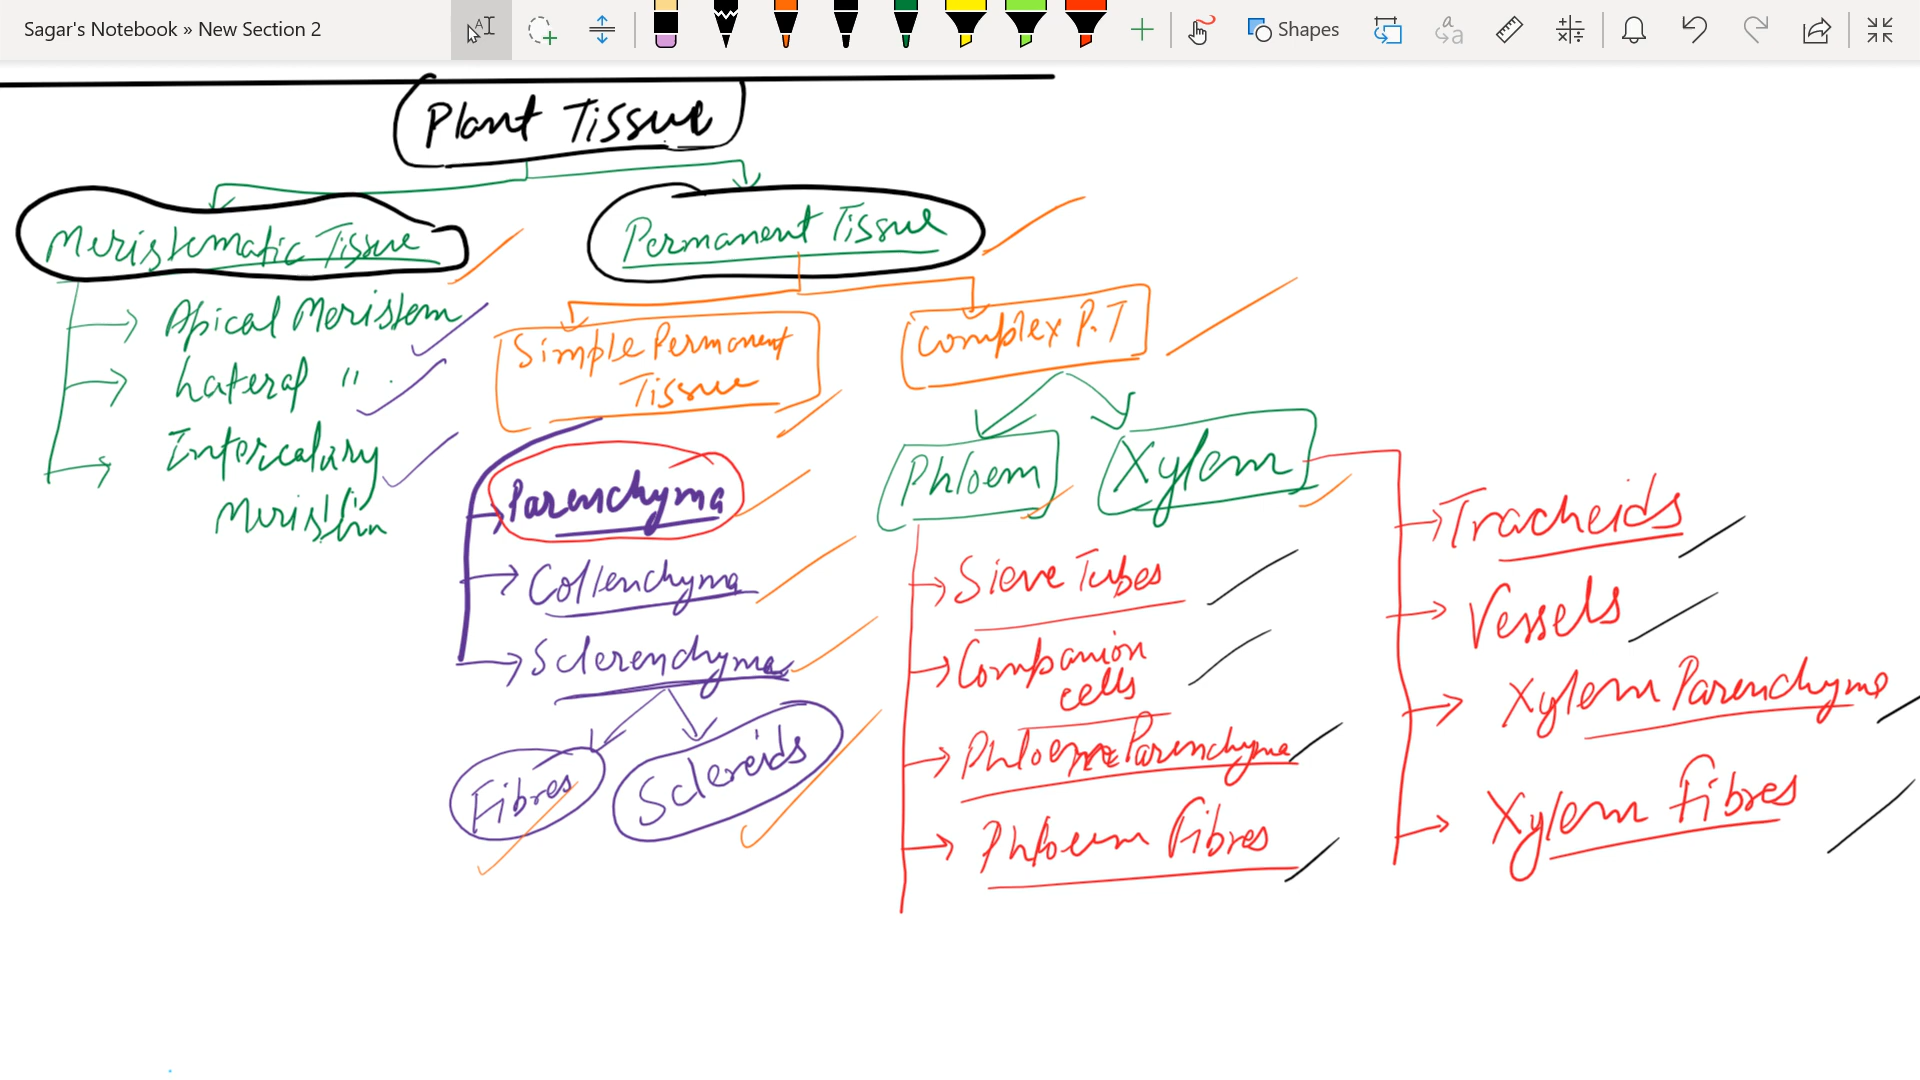 Sagar's Notebook » New Section 2
Shapes
Plant Tissue
Meristematic Tissue
Apical Meristem
Lateral " .
Intercalary
Meristem
Permanent Tissue
Simple Permanent
Tissue
Parenchyma
Collenchyma
Sclerenchyma
Fibres
Sclereids
Complex P.T
Phloem
Sieve Tubes
Companion
cells
Phloem Parenchyma
Phloem Fibres
Xylem
Tracheids
Vessels
Xylem Parenchyma
Xylem Fibres